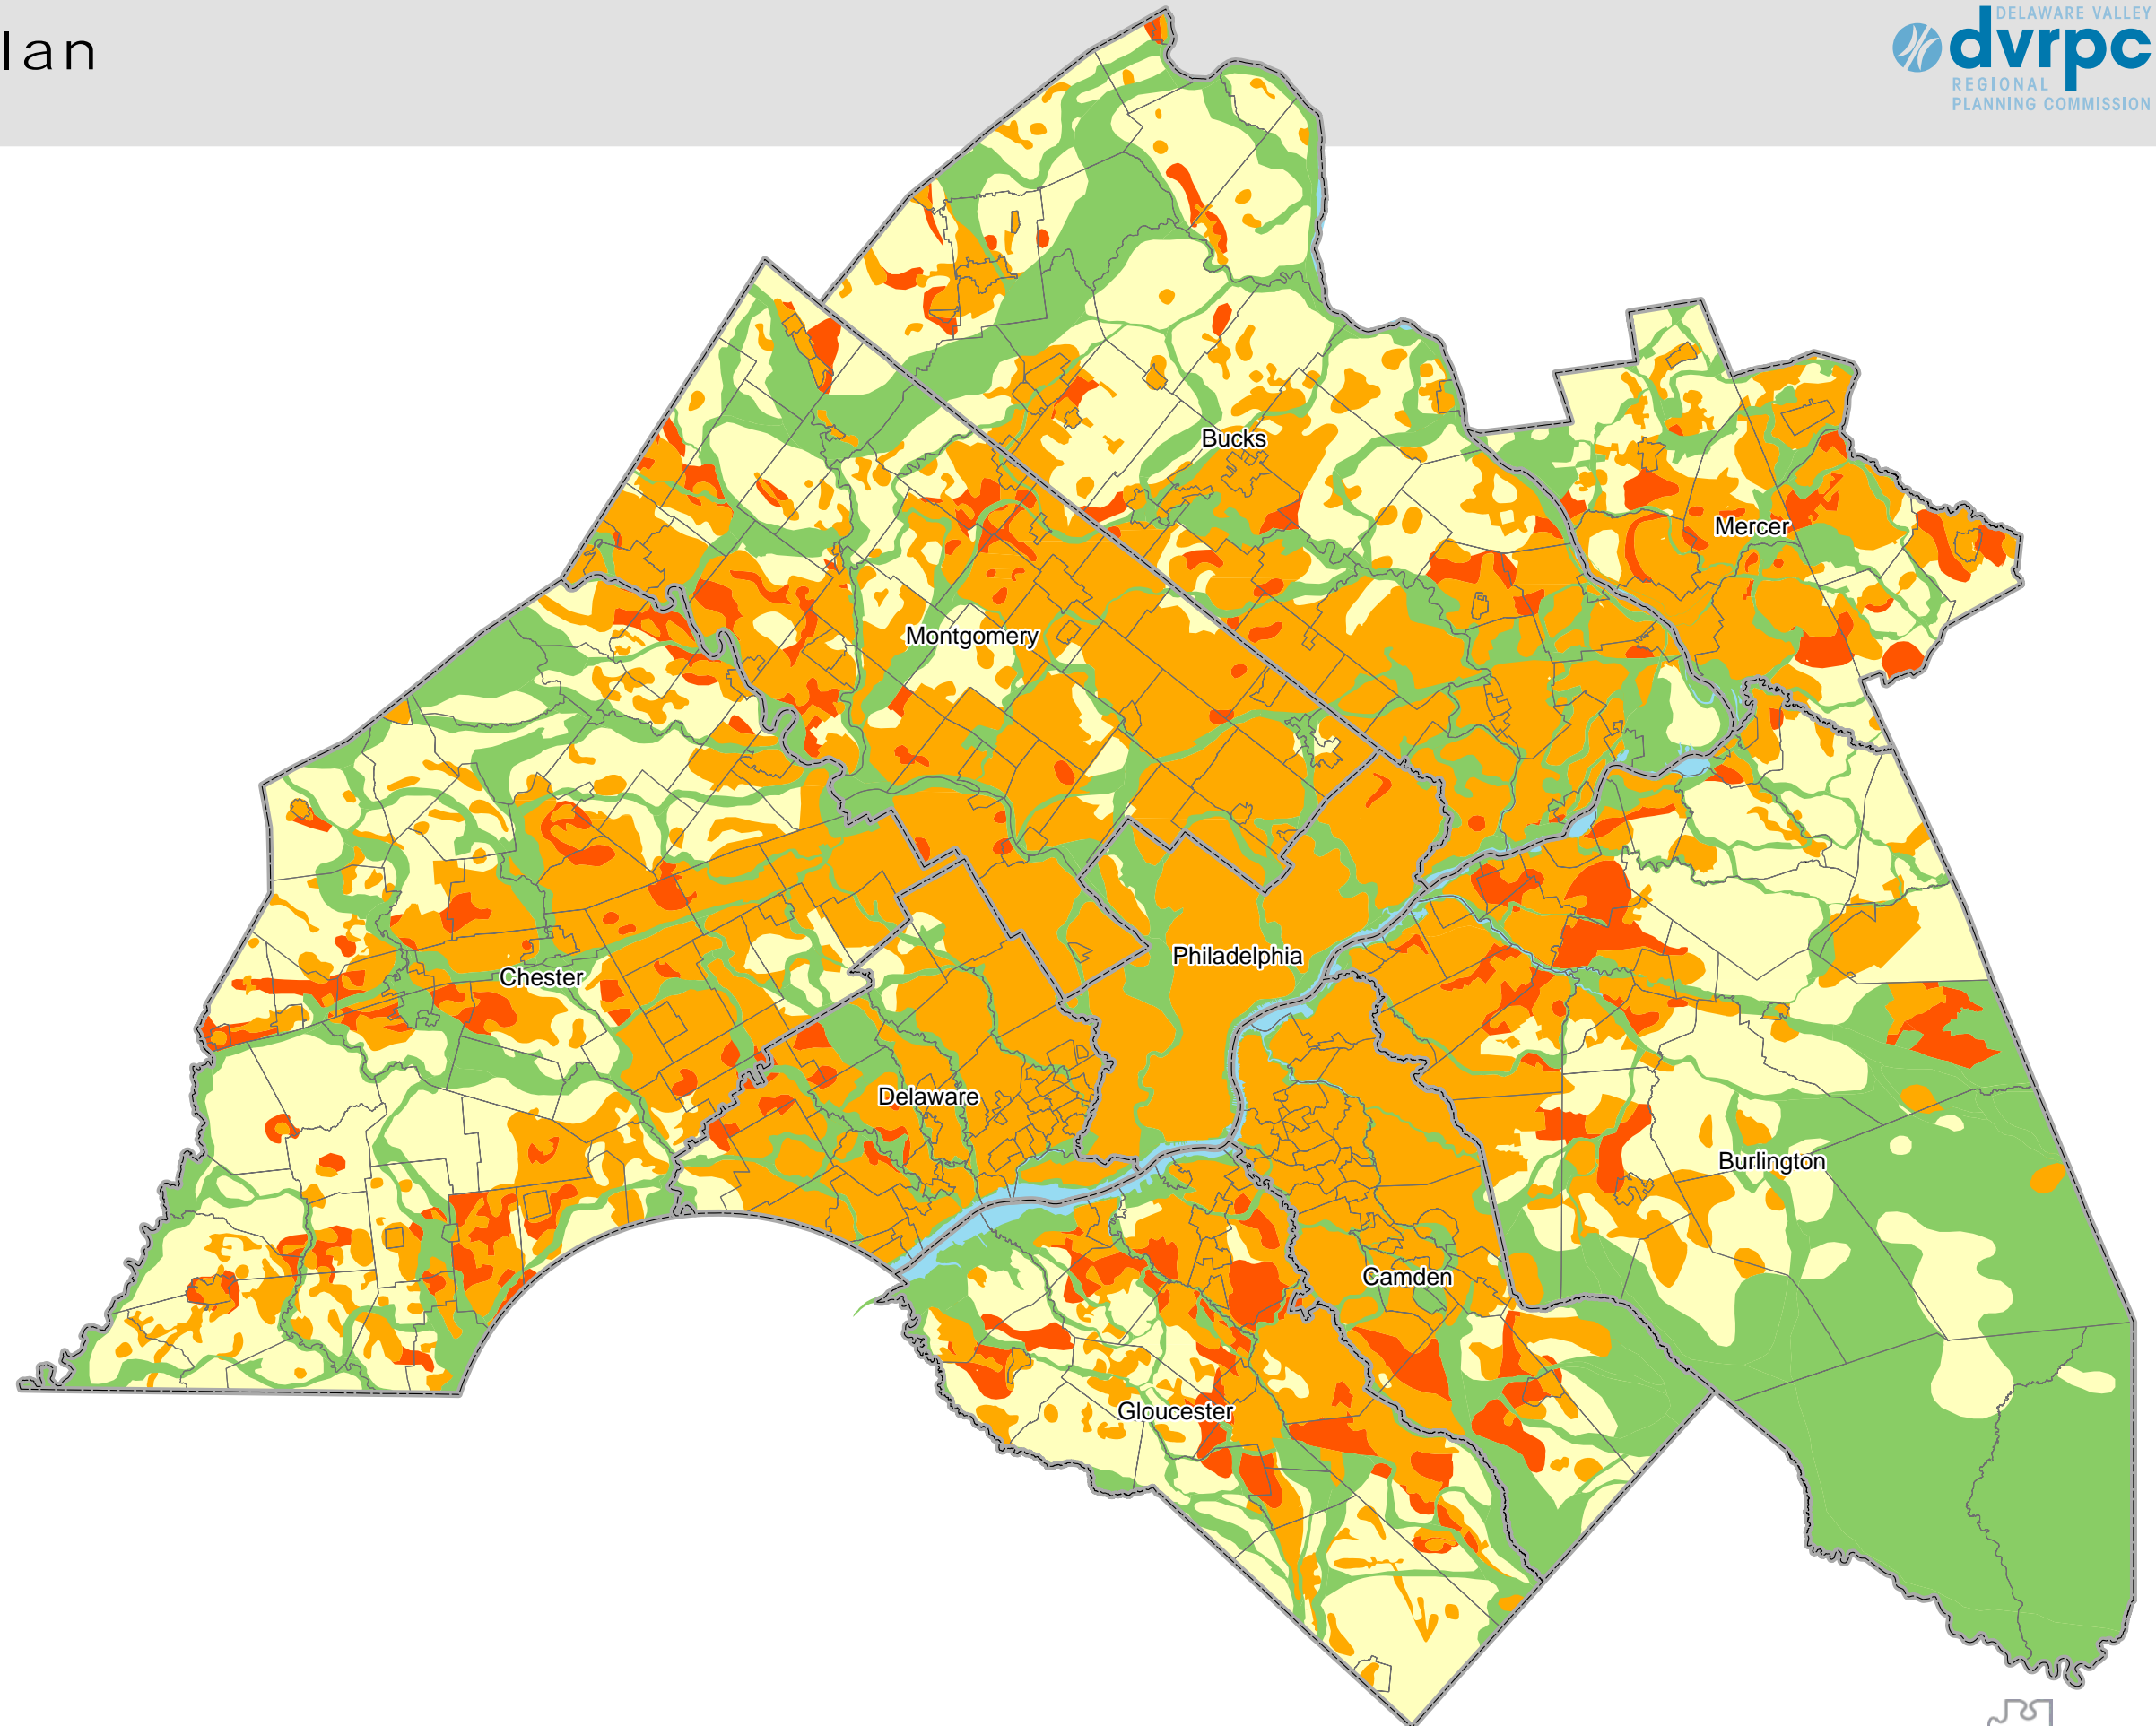 lan
DELAWARE VALLEY
dvrpc
REGIONAL
PLANNING COMMISSION
Bucks
Mercer
Montgomery
Philadelphia
Chester
Delaware
Burlington
Camden
Gloucester